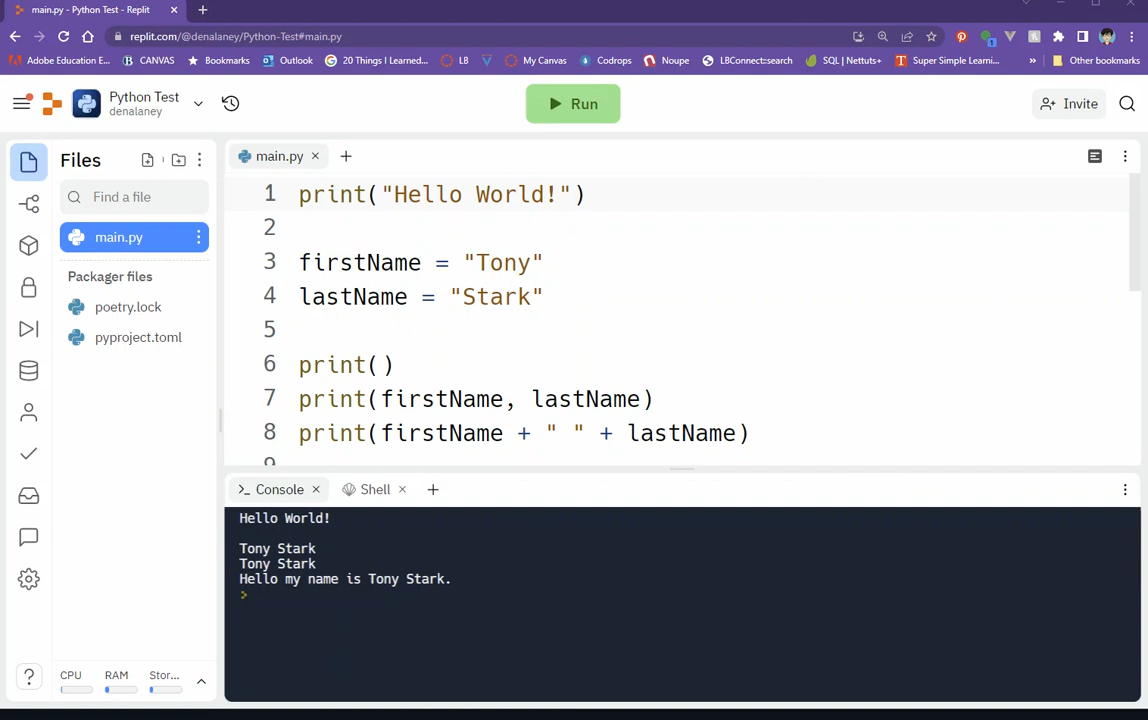 main.py - Python Test - Replit
replit.com/@denalaney/Python-Test#main.py
Adobe Education E... CANVAS Bookmarks Outlook 20 Things I Learned... LB My Canvas Codrops Noupe LBConnect:search SQL | Nettuts+ Super Simple Learni... » Other bookmarks
Python Test
denalaney
Run
Invite
Files
main.py
Find a file
main.py
Packager files
poetry.lock
pyproject.toml
1 print("Hello World!")
2
3 firstName = "Tony"
4 lastName = "Stark"
5
6 print()
7 print(firstName, lastName)
8 print(firstName + " " + lastName)
9
Console Shell
Hello World!
Tony Stark
Tony Stark
Hello my name is Tony Stark.
>
CPU RAM Stor...